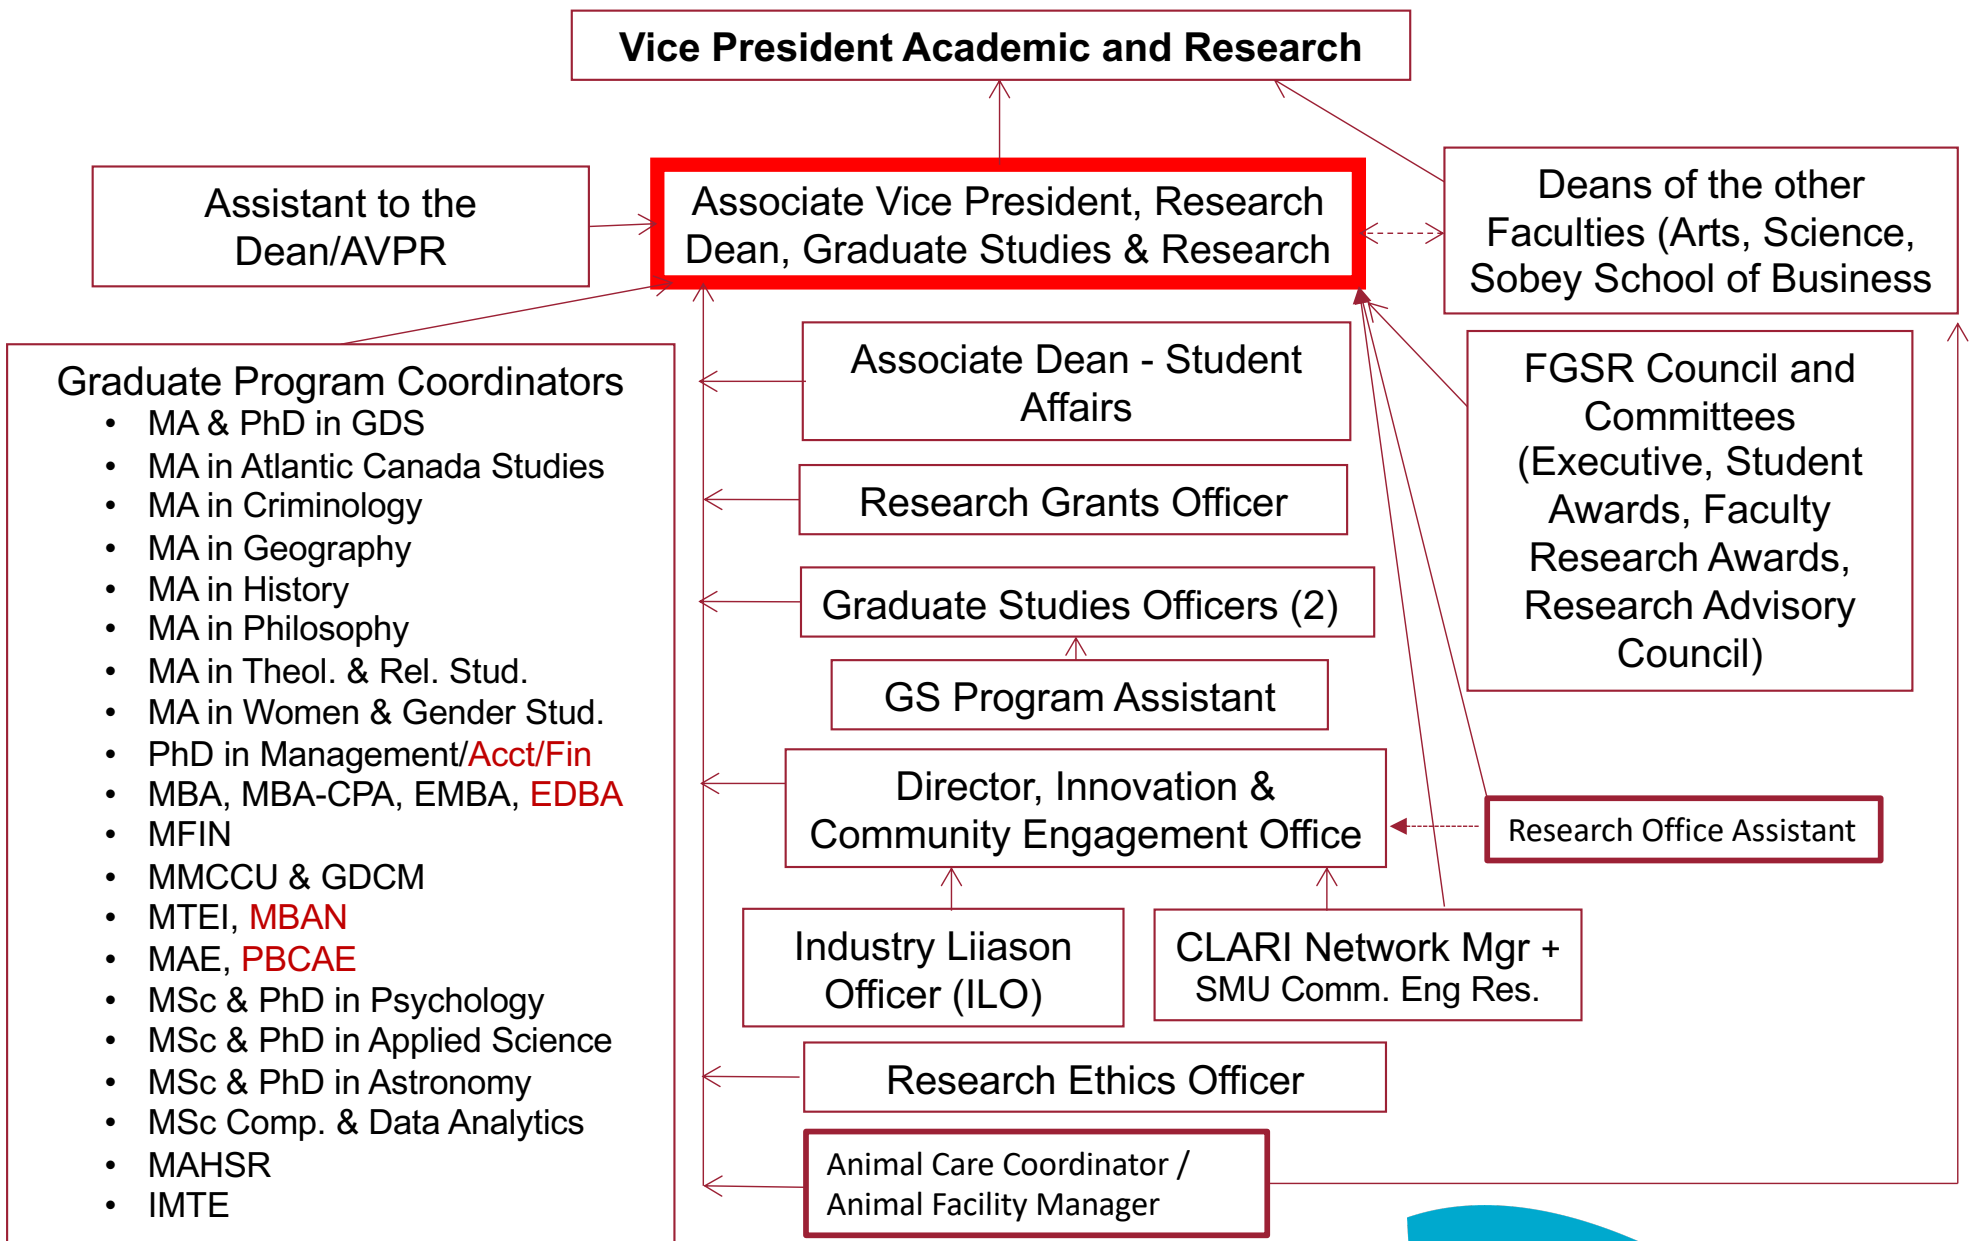 Vice President Academic and Research
Assistant to the
Dean/AVPR
Associate Vice President, Research
Dean, Graduate Studies & Research
Deans of the other
Faculties (Arts, Science,
Sobey School of Business
Graduate Program Coordinators
• MA & PhD in GDS
• MA in Atlantic Canada Studies
• MA in Criminology
• MA in Geography
• MA in History
• MA in Philosophy
• MA in Theol. & Rel. Stud.
• MA in Women & Gender Stud.
• PhD in Management/Acct/Fin
• MBA, MBA-CPA, EMBA, EDBA
• MFIN
• MMCCU & GDCM
• MTEI, MBAN
• MAE, PBCAE
• MSc & PhD in Psychology
• MSc & PhD in Applied Science
• MSc & PhD in Astronomy
• MSc Comp. & Data Analytics
• MAHSR
• IMTE
Associate Dean - Student
Affairs
Research Grants Officer
Graduate Studies Officers (2)
GS Program Assistant
Director, Innovation &
Community Engagement Office
Industry Liiason
Officer (ILO)
CLARI Network Mgr +
SMU Comm. Eng Res.
Research Ethics Officer
Animal Care Coordinator /
Animal Facility Manager
FGSR Council and
Committees
(Executive, Student
Awards, Faculty
Research Awards,
Research Advisory
Council)
Research Office Assistant